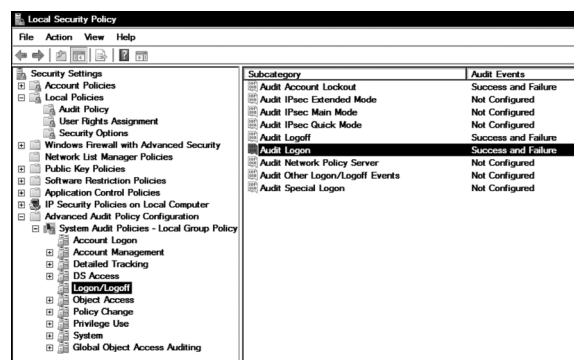 Local Security Policy
File Action View Help
Security Settings
Account Policies
Local Policies
Audit Policy
User Rights Assignment
Security Options
Windows Firewall with Advanced Security
Network List Manager Policies
Public Key Policies
Software Restriction Policies
Application Control Policies
IP Security Policies on Local Computer
Advanced Audit Policy Configuration
System Audit Policies - Local Group Policy
Account Logon
Account Management
Detailed Tracking
DS Access
Logon/Logoff
Object Access
Policy Change
Privilege Use
System
Global Object Access Auditing
Subcategory Audit Events
Audit Account Lockout Success and Failure
Audit IPsec Extended Mode Not Configured
Audit IPsec Main Mode Not Configured
Audit IPsec Quick Mode Not Configured
Audit Logoff Success and Failure
Audit Logon Success and Failure
Audit Network Policy Server Not Configured
Audit Other Logon/Logoff Events Not Configured
Audit Special Logon Not Configured